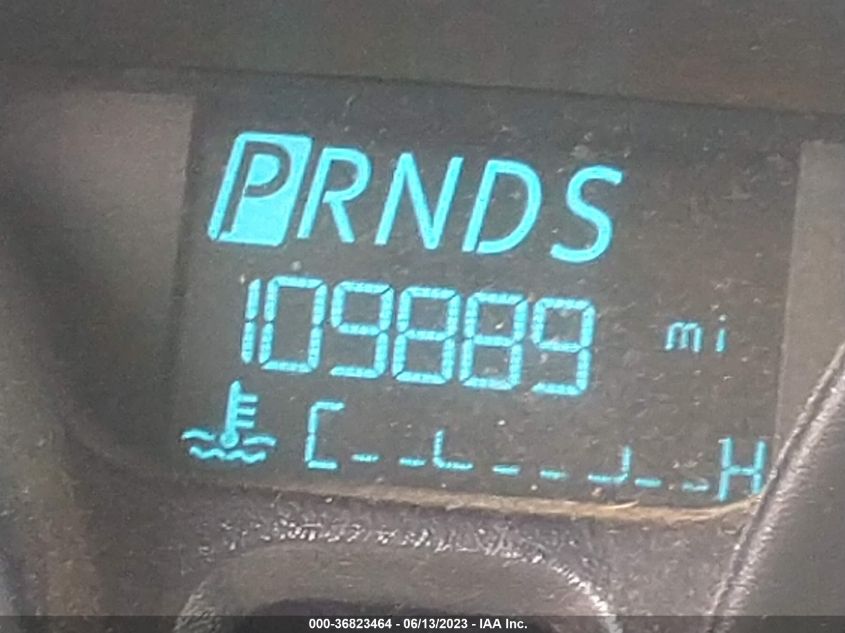 PRNDS
109889 mi
C H
000-36823464 - 06/13/2023 - IAA Inc.